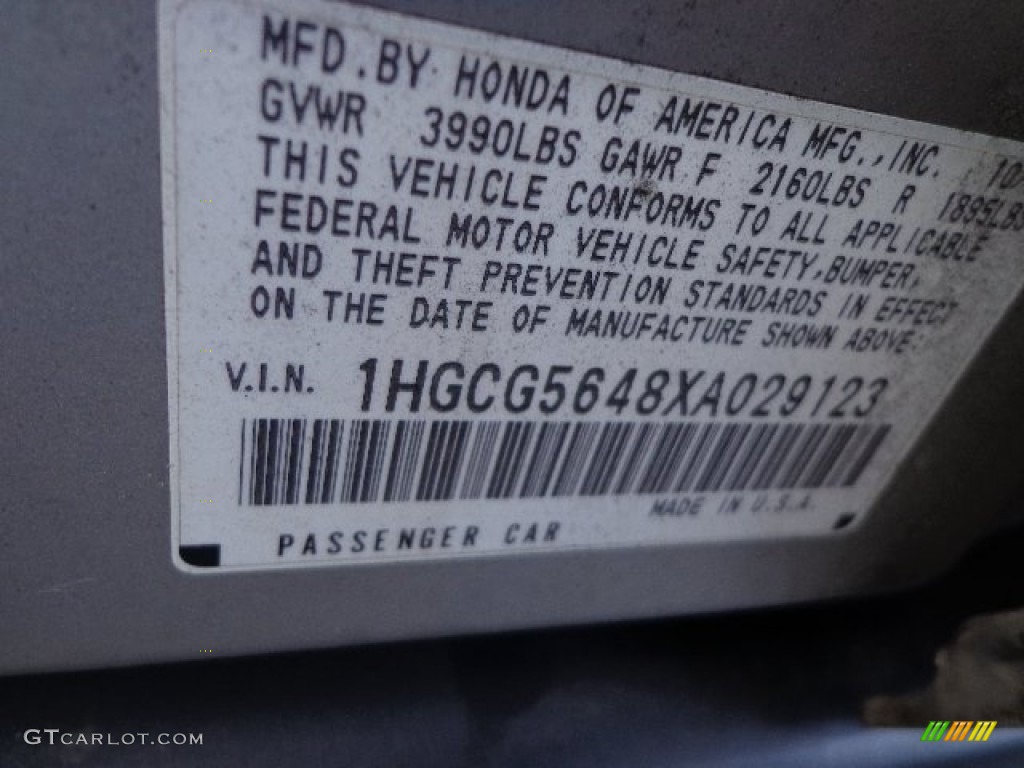 MFD.BY HONDA OF AMERICA MFG.,INC. 10
GVWR 3990LBS GAWR F 2160LBS R 1895LBS
THIS VEHICLE CONFORMS TO ALL APPLICABLE
FEDERAL MOTOR VEHICLE SAFETY,BUMPER,
AND THEFT PREVENTION STANDARDS IN EFFECT
ON THE DATE OF MANUFACTURE SHOWN ABOVE.
V.I.N. 1HGCG5648XA029123
MADE IN U.S.A.
PASSENGER CAR
GTCARLOT.COM